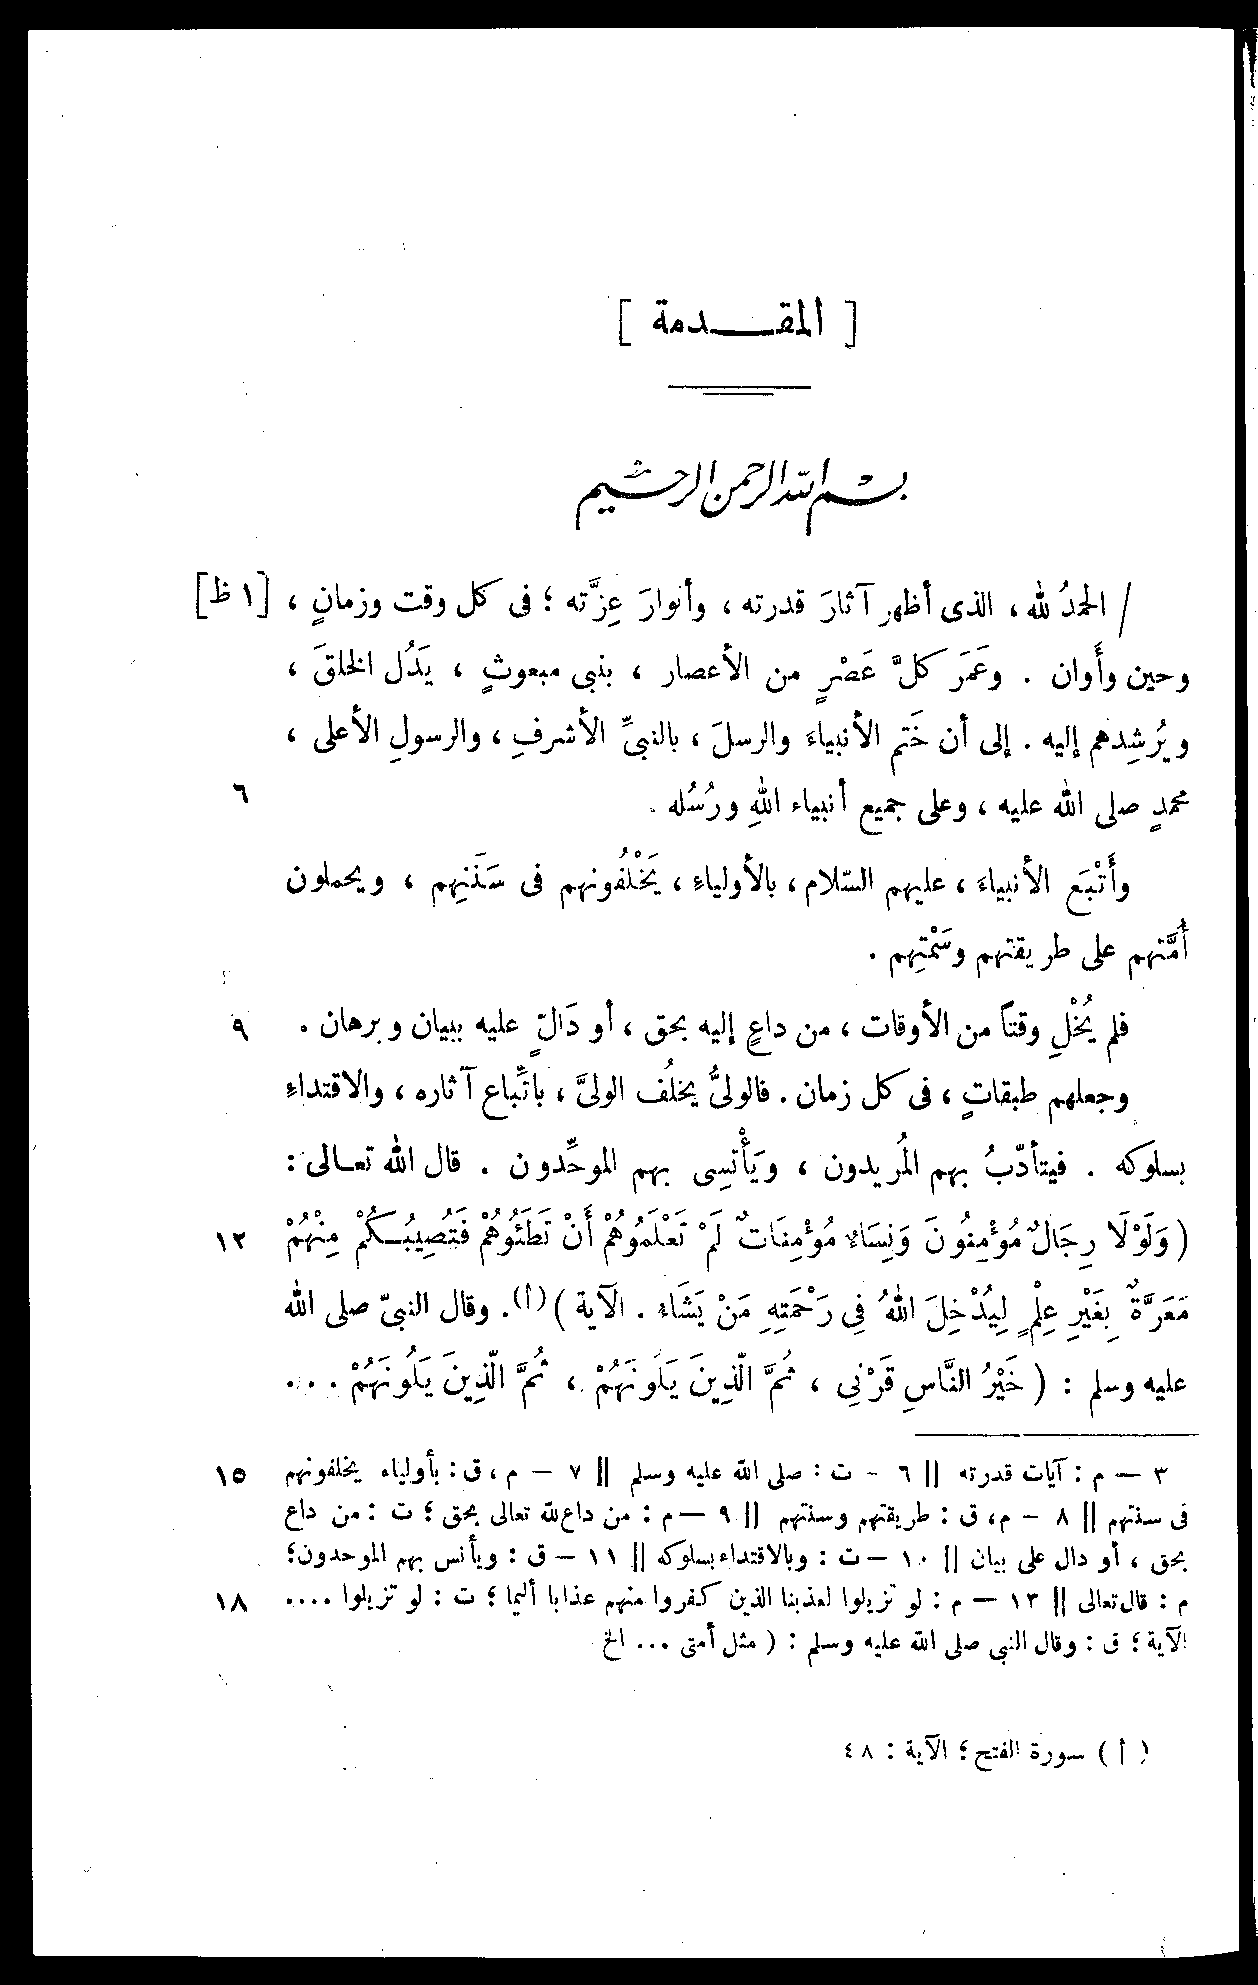 [ المقدمة ]
بسم الله الرحمن الرحيم
/ الحمدُ لله ، الذى أظهر آثارَ قدرته ، وأنوارَ عِزَّته ؛ فى كل وقت وزمانٍ ، [١ ظ]
وحين وأَوان . وعَمَر كلَّ عَصْرٍ من الأعصار ، بنبى مبعوثٍ ، يَدُل الخلقَ ،
ويُرشِدهم إليه . إلى أن خَتم الأنبياءَ والرسلَ ، بالنبىِّ الأشرفِ ، والرسولِ الأعلى ،
محمدٍ صلى الله عليه ، وعلى جميع أنبياء اللهِ ورُسُله . ٦
وأَتْبَع الأنبياءَ ، عليهم السّلام ، بالأولياءِ ، يَخْلُفُونهم فى سَنَنِهم ، ويحملون
أُمَّتهم على طريقتهم وسَمْتِهم .
فلم يُخْلِ وقتاً من الأوقات ، من داعٍ إليه بحق ، أو دَالٍّ عليه ببيان وبرهان . ٩
وجعلهم طبقاتٍ ، فى كل زمان . فالولىُّ يخلُف الولىَّ ، باتِّباع آثاره ، والاقتداءِ
بسلوكه . فيتأدّبُ بهم المُريدون ، ويَأْتسِى بهم الموحِّدون . قال الله تعالى :
( وَلَوْلَا رِجَالٌ مُؤْمِنُونَ وَنِسَاءٌ مُؤْمِنَاتٌ لَمْ تَعْلَمُوهُمْ أَنْ تَطَئُوهُمْ فَتُصِيبَكُمْ مِنْهُمْ ١٢
مَعَرَّةٌ بِغَيْرِ عِلْمٍ لِيُدْخِلَ اللهُ فِى رَحْمَتِهِ مَنْ يَشَاءُ . الآية )(أ). وقال النبىّ صلى الله
عليه وسلم : ( خَيْرُ النَّاسِ قَرْنِى ، ثُمَّ الَّذِينَ يَلُونَهُمْ ، ثُمَّ الَّذِينَ يَلُونَهُمْ . . .
٣ — م : آيات قدرته || ٦ - ت : صلى الله عليه وسلم || ٧ – م ، ق : بأولياء يخلفونهم ١٥
فى سنتهم || ٨ – م، ق : طريقتهم وسنتهم || ٩ — م : من داع لله تعالى بحق ؛ ت : من داع
بحق ، أو دال على بيان || ١٠ – ت : وبالاقتداء بسلوكه || ١١ – ق : ويأنس بهم الموحدون؛
م : قال تعالى || ١٣ — م : لو تزيلوا لعذبنا الذين كفروا منهم عذابا أليما ؛ ت : لو تزيلوا .... ١٨
الآية ؛ ق : وقال النبى صلى الله عليه وسلم : ( مثل أمتى ... الخ
( أ ) سورة الفتح ؛ الآية : ٤٨